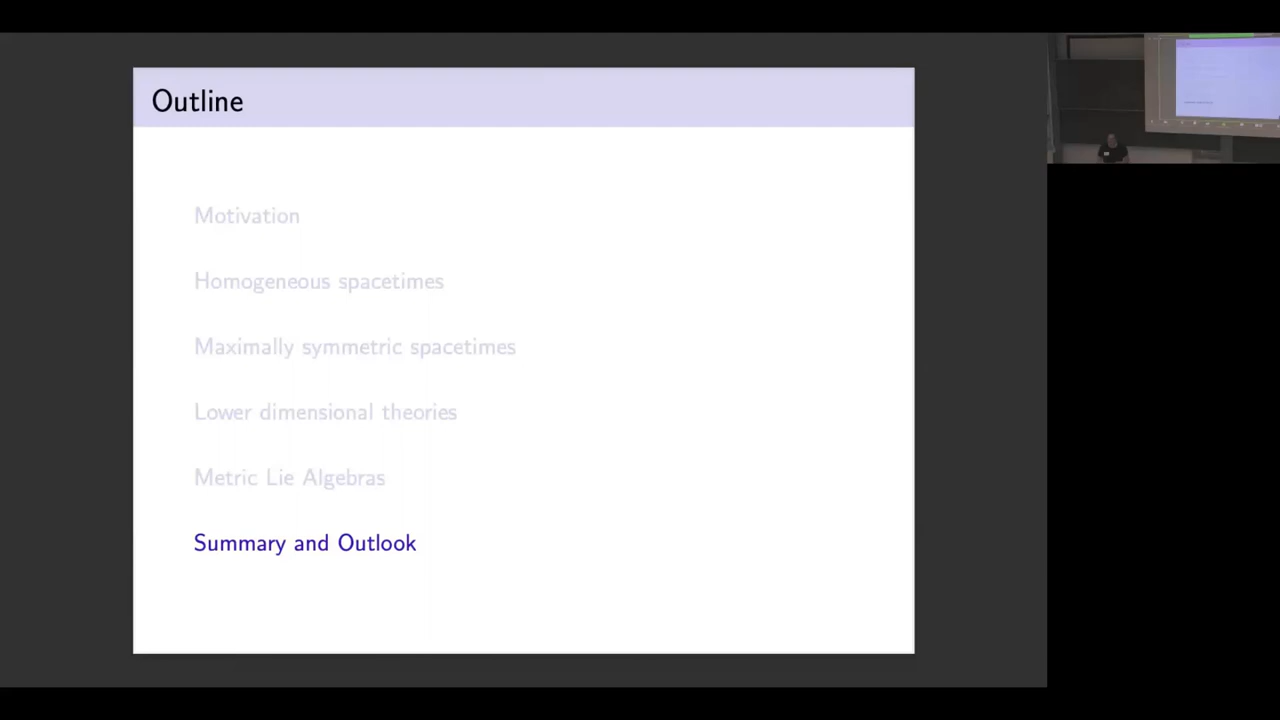 Outline
Motivation
Homogeneous spacetimes
Maximally symmetric spacetimes
Lower dimensional theories
Metric Lie Algebras
Summary and Outlook